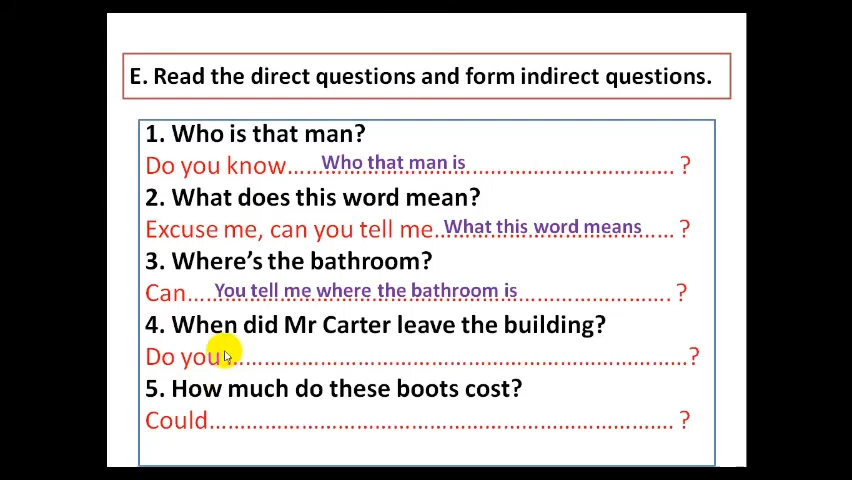 E. Read the direct questions and form indirect questions.
1. Who is that man?
Do you know Who that man is ........................................................ ?
2. What does this word mean?
Excuse me, can you tell me What this word means ........................................ ?
3. Where's the bathroom?
Can... You tell me where the bathroom is ........................................ ?
4. When did Mr Carter leave the building?
Do you........................................................................?
5. How much do these boots cost?
Could........................................................................ ?